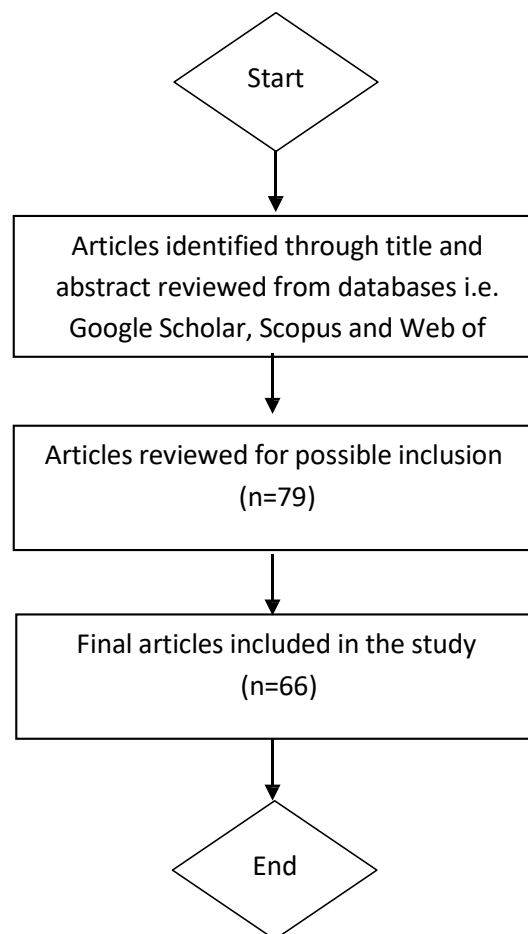 Start
Articles identified through title and
abstract reviewed from databases i.e.
Google Scholar, Scopus and Web of
Articles reviewed for possible inclusion
(n=79)
Final articles included in the study
(n=66)
End